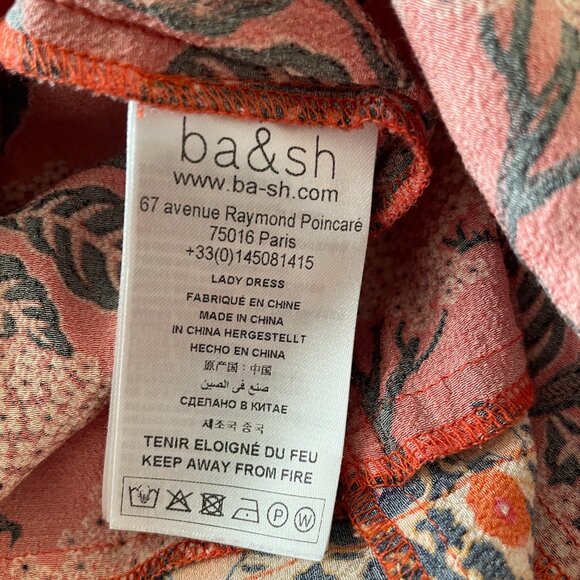 ba&sh
www.ba-sh.com
67 avenue Raymond Poincaré
75016 Paris
+33(0)145081415
LADY DRESS
FABRIQUÉ EN CHINE
MADE IN CHINA
IN CHINA HERGESTELLT
HECHO EN CHINA
原产国：中国
صنع في الصين
СДЕЛАНО В КИТАЕ
제조국 중국
TENIR ELOIGNÉ DU FEU
KEEP AWAY FROM FIRE
P W